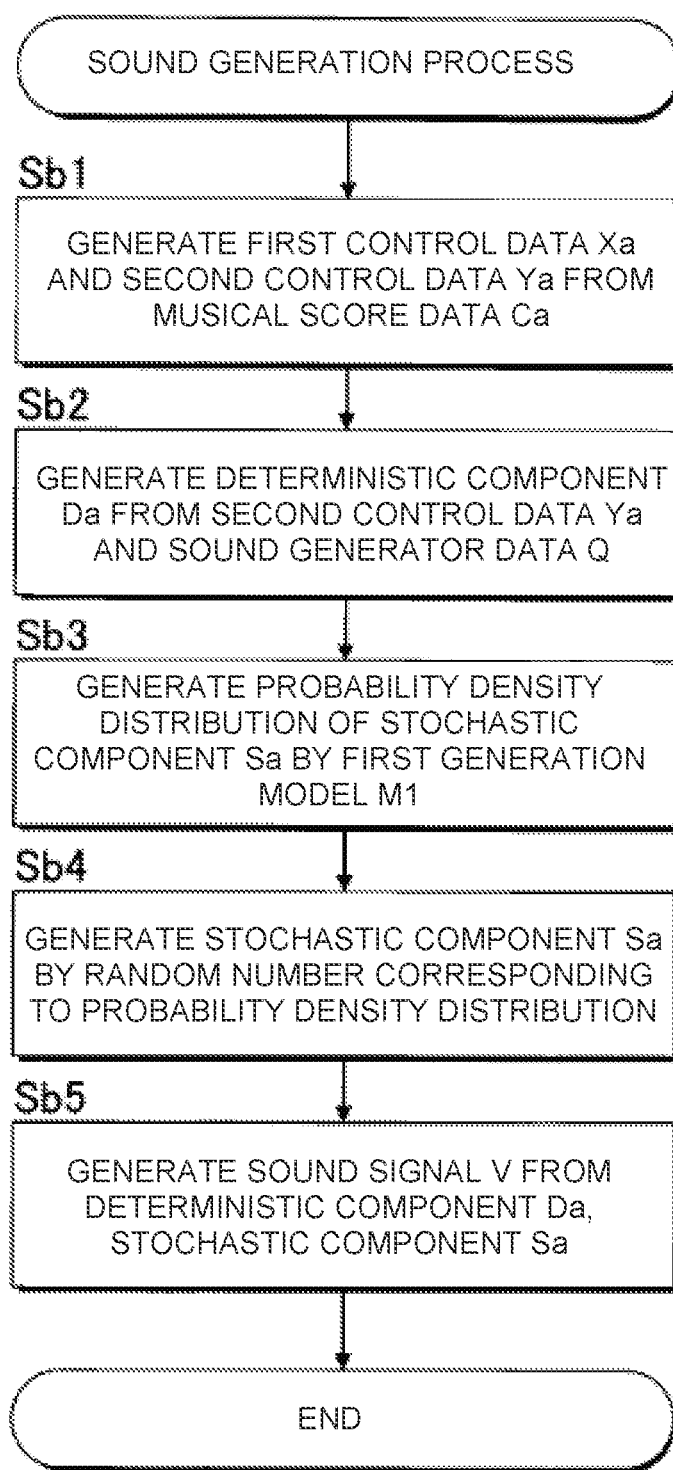 SOUND GENERATION PROCESS
Sb1
GENERATE FIRST CONTROL DATA Xa
AND SECOND CONTROL DATA Ya FROM
MUSICAL SCORE DATA Ca
Sb2
GENERATE DETERMINISTIC COMPONENT
Da FROM SECOND CONTROL DATA Ya
AND SOUND GENERATOR DATA Q
Sb3
GENERATE PROBABILITY DENSITY
DISTRIBUTION OF STOCHASTIC
COMPONENT Sa BY FIRST GENERATION
MODEL M1
Sb4
GENERATE STOCHASTIC COMPONENT Sa
BY RANDOM NUMBER CORRESPONDING
TO PROBABILITY DENSITY DISTRIBUTION
Sb5
GENERATE SOUND SIGNAL V FROM
DETERMINISTIC COMPONENT Da,
STOCHASTIC COMPONENT Sa
END